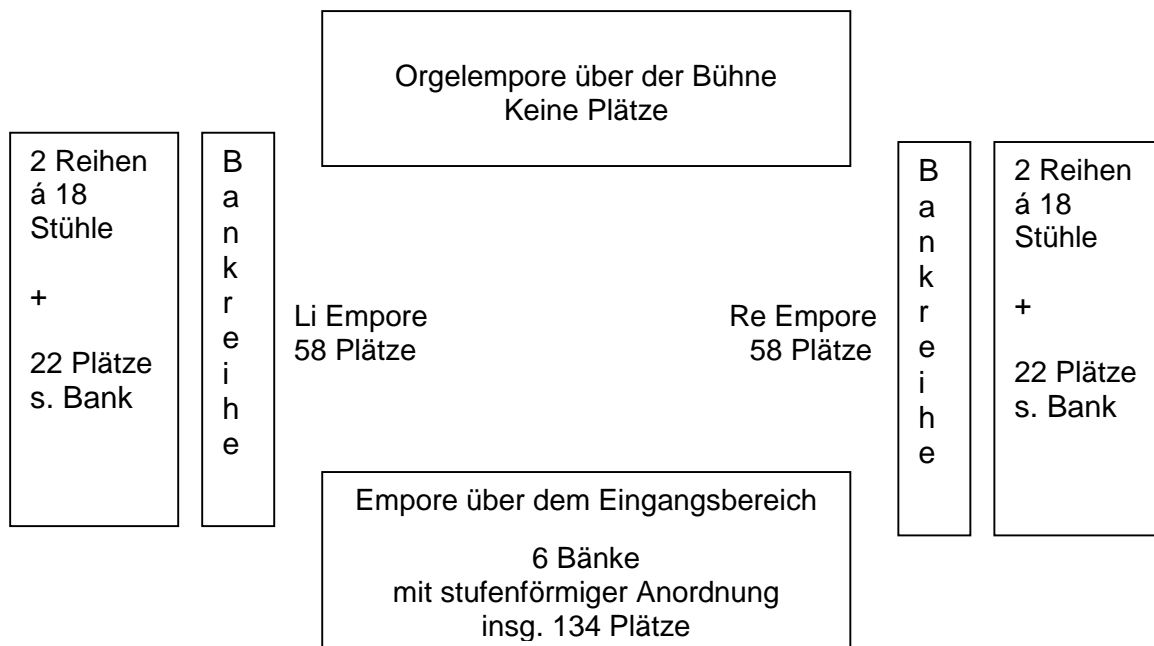 Orgelempore über der Bühne
Keine Plätze
2 Reihen
á 18
Stühle
+
22 Plätze
s. Bank
B
a
n
k
r
e
i
h
e
Li Empore
58 Plätze
Re Empore
58 Plätze
B
a
n
k
r
e
i
h
e
2 Reihen
á 18
Stühle
+
22 Plätze
s. Bank
Empore über dem Eingangsbereich
6 Bänke
mit stufenförmiger Anordnung
insg. 134 Plätze